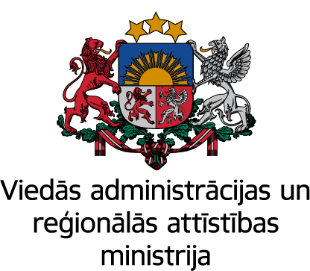 Viedās administrācijas un
reģionālās attīstības
ministrija